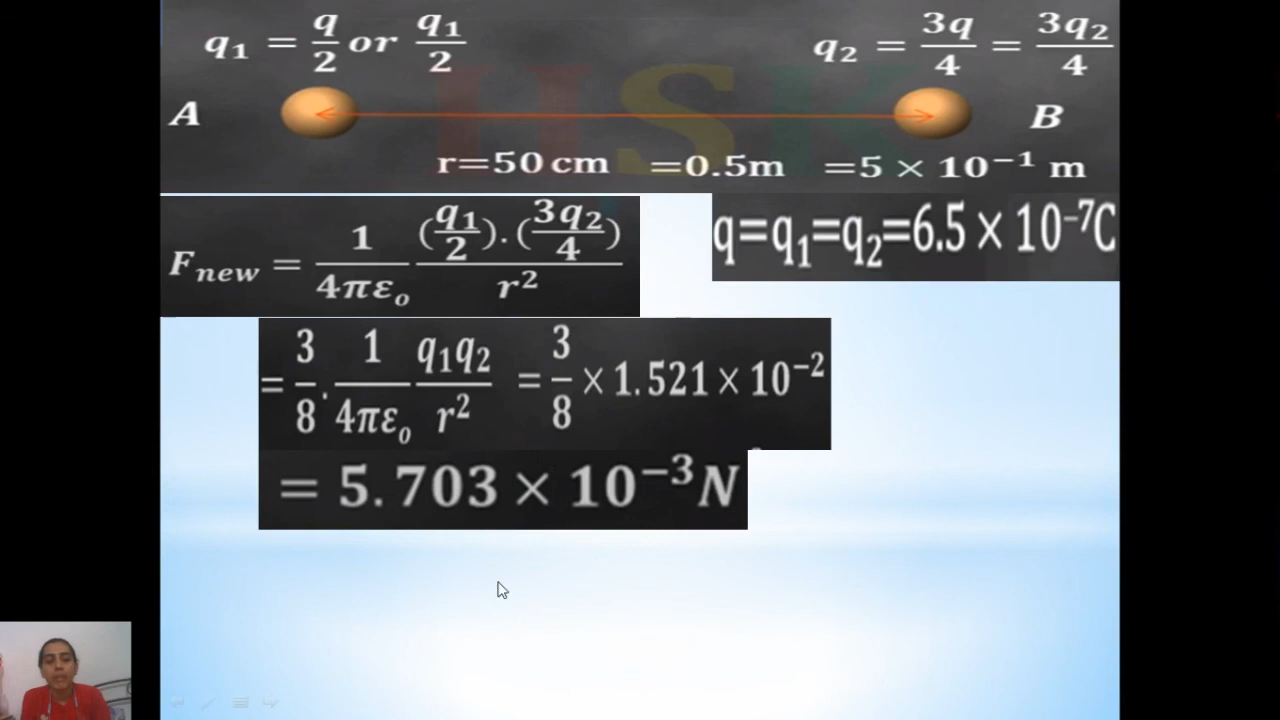 q₁ = q/2 or q₁/2
q₂ = 3q/4 = 3q₂/4
A
B
r=50 cm =0.5m =5 × 10⁻¹ m
HSK
F_new = 1/4πε₀ (q₁/2).(3q₂/4)/r²
q=q₁=q₂=6.5 × 10⁻⁷C
= 3/8 . 1/4πε₀ q₁q₂/r² = 3/8 × 1.521 × 10⁻²
= 5.703 × 10⁻³ N